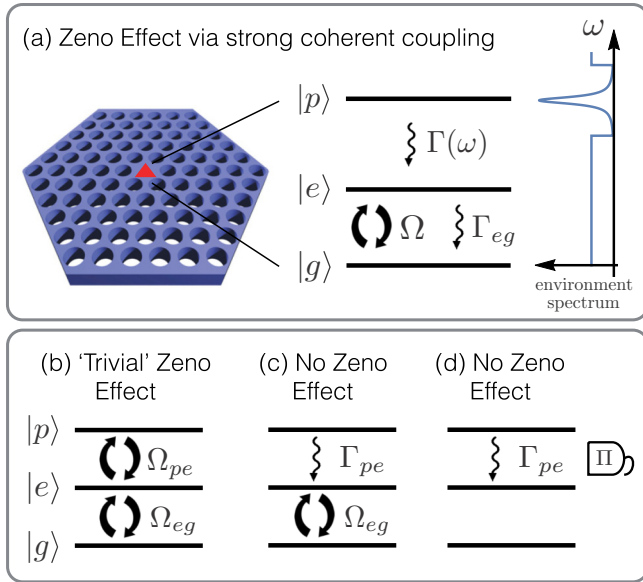 (a) Zeno Effect via strong coherent coupling
ω
|p⟩
Γ(ω)
|e⟩
Ω Γ_eg
|g⟩
environment
spectrum
(b) 'Trivial' Zeno
Effect
(c) No Zeno
Effect
(d) No Zeno
Effect
|p⟩
Ω_pe Γ_pe Γ_pe Π
|e⟩
Ω_eg Ω_eg
|g⟩